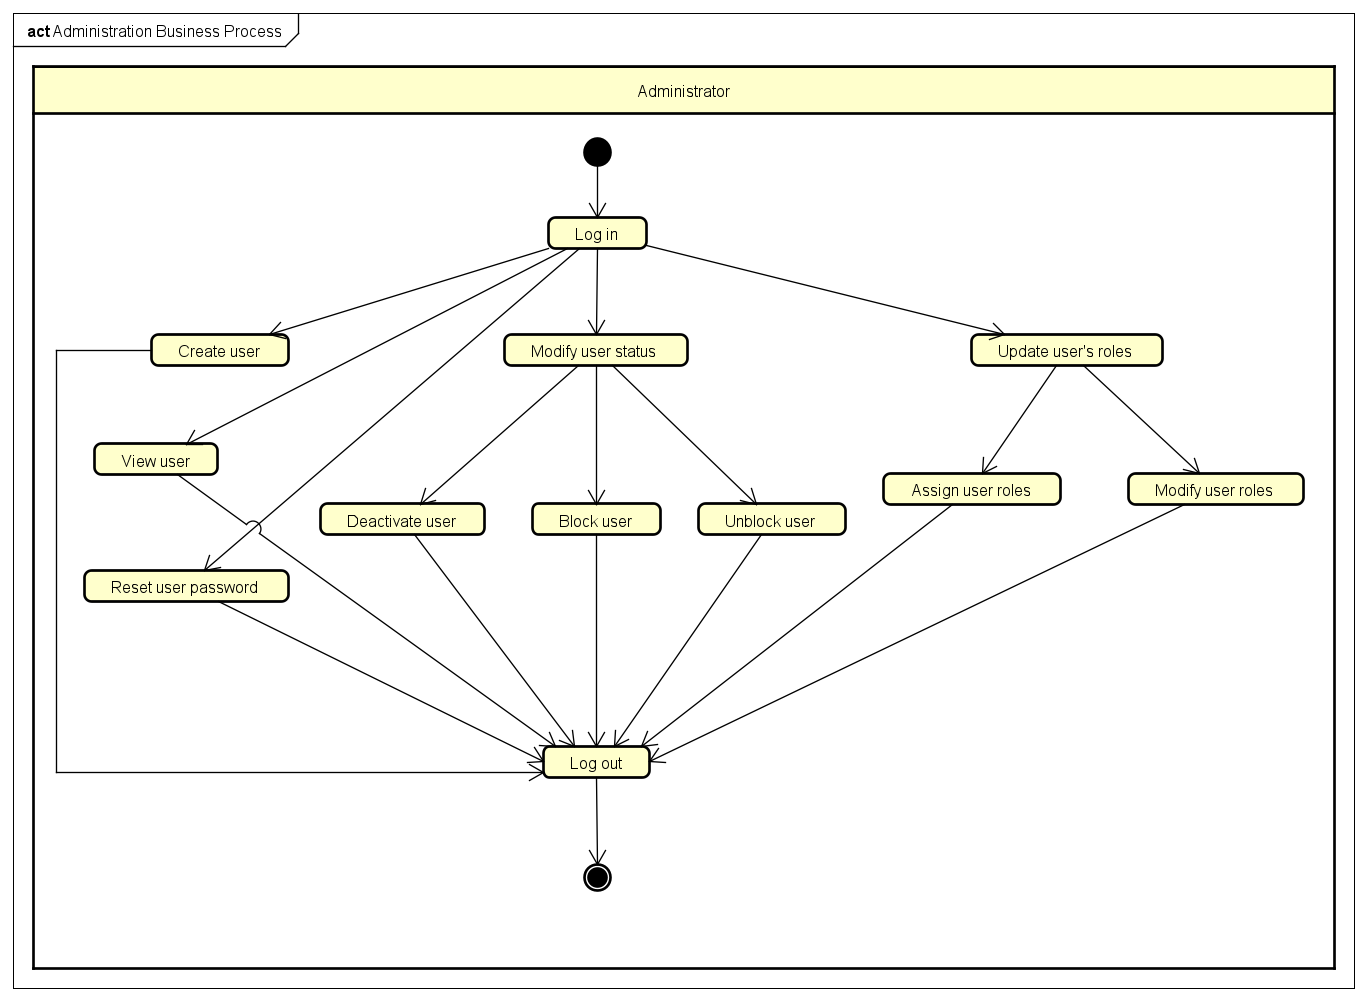 act Administration Business Process
Administrator
Log in
Create user
Modify user status
Update user's roles
View user
Assign user roles
Modify user roles
Deactivate user
Block user
Unblock user
Reset user password
Log out